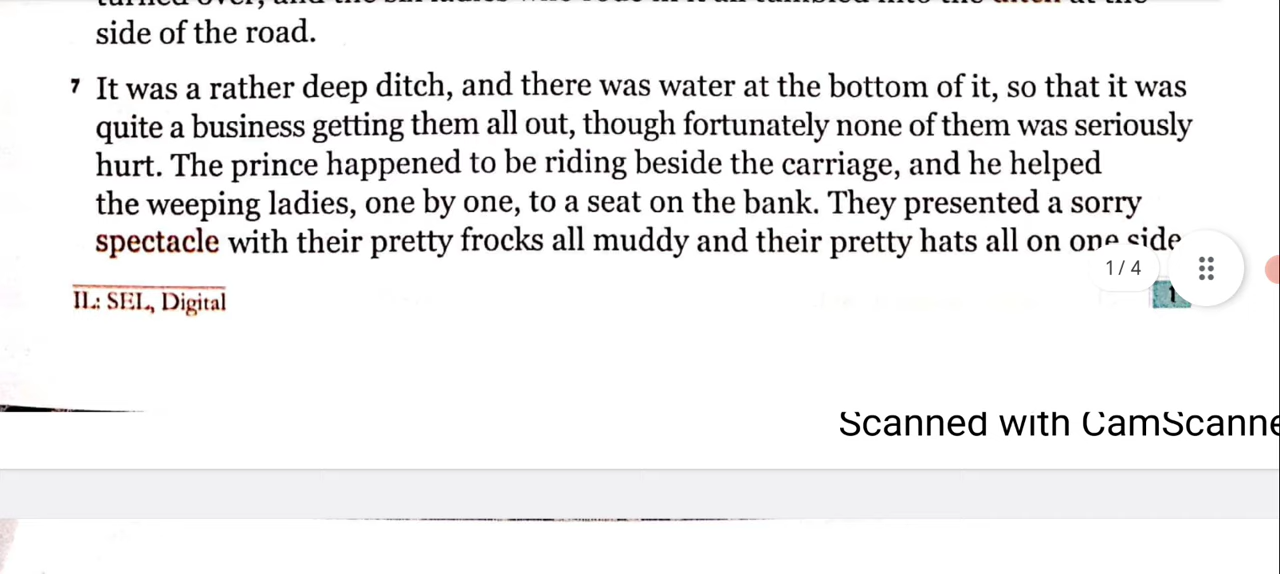 side of the road.
7 It was a rather deep ditch, and there was water at the bottom of it, so that it was
quite a business getting them all out, though fortunately none of them was seriously
hurt. The prince happened to be riding beside the carriage, and he helped
the weeping ladies, one by one, to a seat on the bank. They presented a sorry
spectacle with their pretty frocks all muddy and their pretty hats all on one side
1 / 4
IL: SEL, Digital
1
Scanned with CamScanne